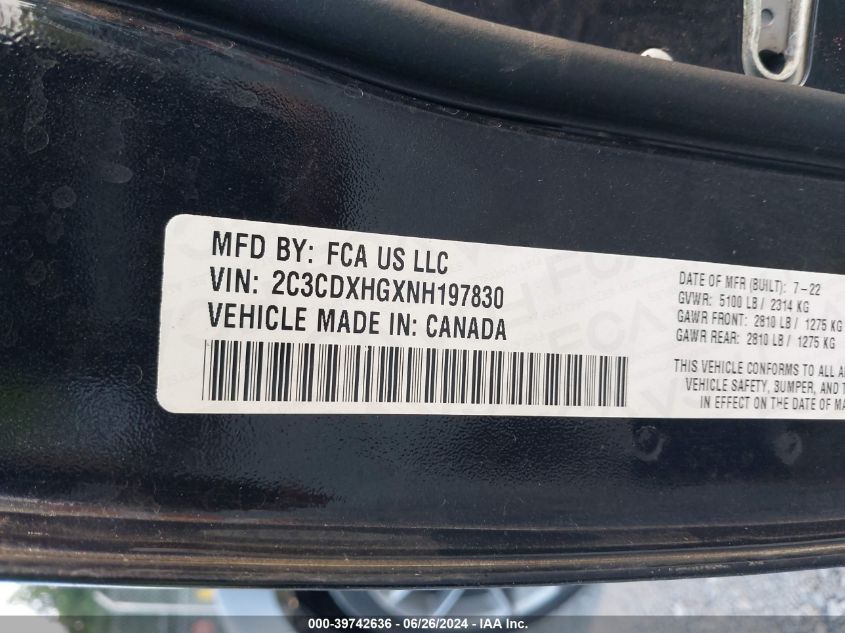 MFD BY: FCA US LLC
VIN: 2C3CDXHGXNH197830
VEHICLE MADE IN: CANADA
DATE OF MFR (BUILT): 7-22
GVWR: 5100 LB / 2314 KG
GAWR FRONT: 2810 LB / 1275 KG
GAWR REAR: 2810 LB / 1275 KG
THIS VEHICLE CONFORMS TO ALL
VEHICLE SAFETY, BUMPER, AND
IN EFFECT ON THE DATE OF
000-39742636 - 06/26/2024 - IAA Inc.